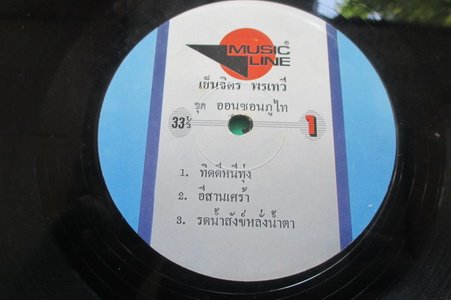 MUSIC ®
LINE
เย็นจิตร พรเทวี
ชุด ออนซอนภูไท
33⅓ 1
1. ทิดดีหนีทุ่ง
2. อีสานเศร้า
3. รดน้ำสังข์หลั่งน้ำตา